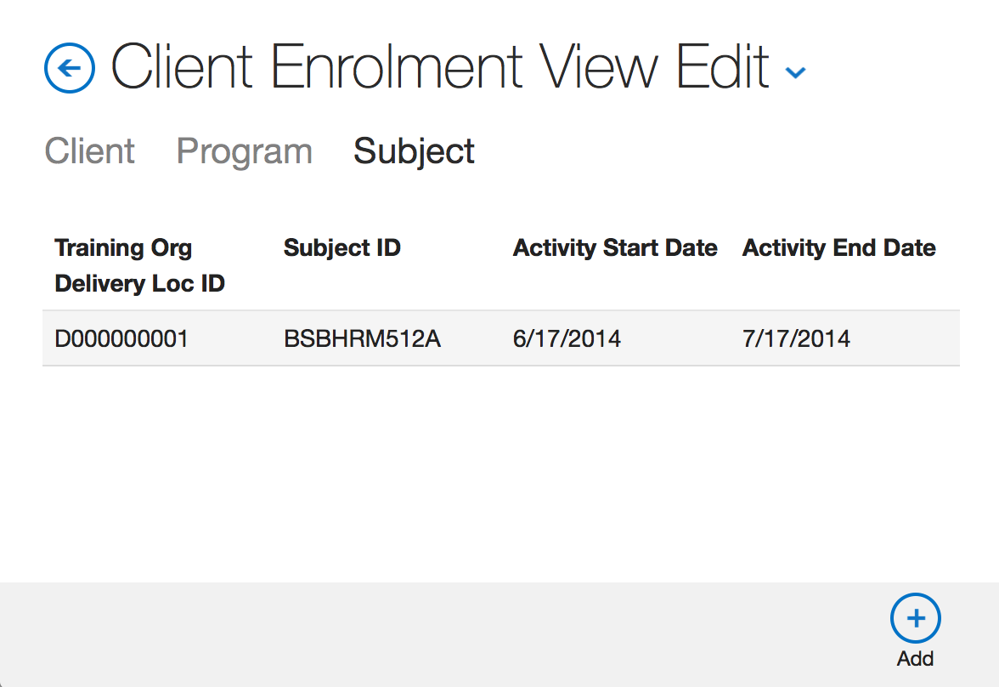 Client Enrolment View Edit
Client Program Subject
Training Org Delivery Loc ID Subject ID Activity Start Date Activity End Date
D000000001 BSBHRM512A 6/17/2014 7/17/2014
Add